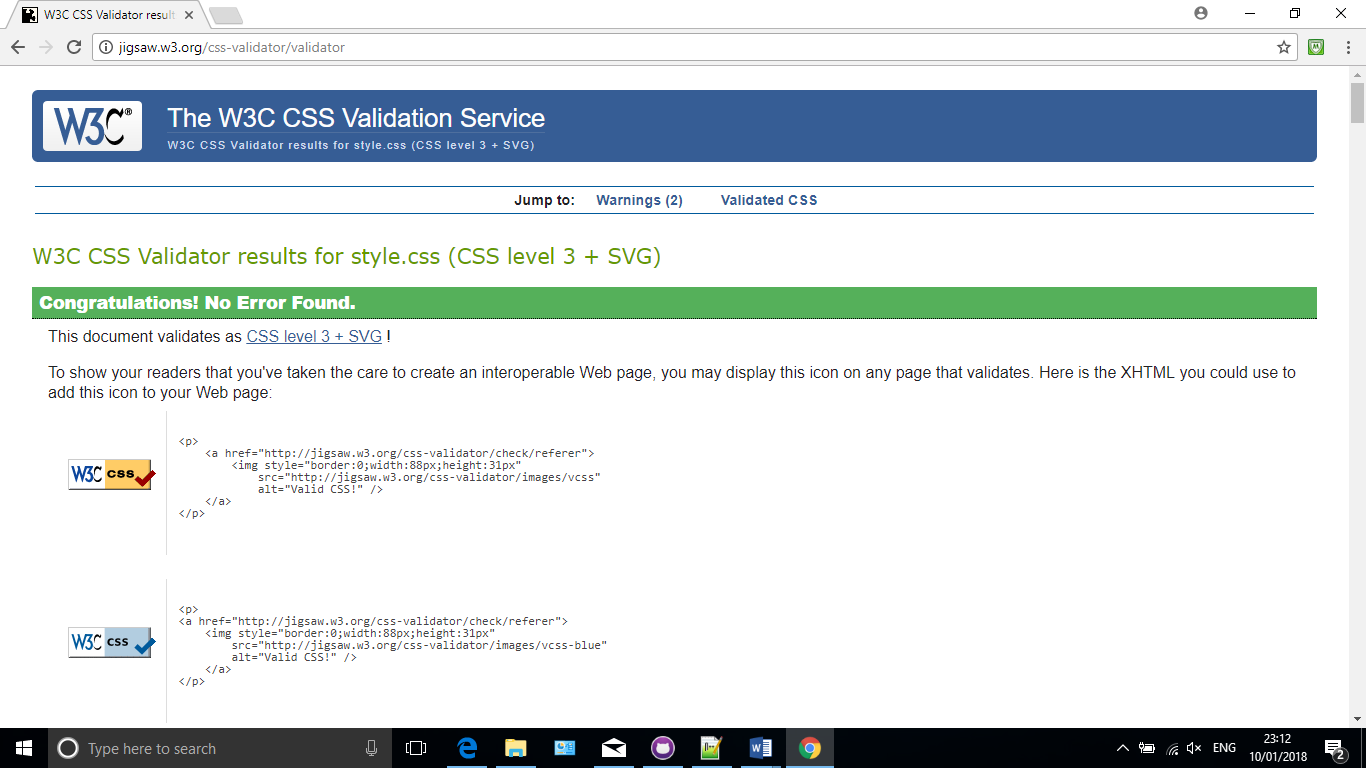 W3C CSS Validator result
jigsaw.w3.org/css-validator/validator
W3C®
The W3C CSS Validation Service
W3C CSS Validator results for style.css (CSS level 3 + SVG)
Jump to: Warnings (2) Validated CSS
W3C CSS Validator results for style.css (CSS level 3 + SVG)
Congratulations! No Error Found.
This document validates as CSS level 3 + SVG !
To show your readers that you've taken the care to create an interoperable Web page, you may display this icon on any page that validates. Here is the XHTML you could use to
add this icon to your Web page:
W3C css
<p>
<a href="http://jigsaw.w3.org/css-validator/check/referer">
<img style="border:0;width:88px;height:31px"
src="http://jigsaw.w3.org/css-validator/images/vcss"
alt="Valid CSS!" />
</a>
</p>
W3C css
<p>
<a href="http://jigsaw.w3.org/css-validator/check/referer">
<img style="border:0;width:88px;height:31px"
src="http://jigsaw.w3.org/css-validator/images/vcss-blue"
alt="Valid CSS!" />
</a>
</p>
Type here to search
ENG
23:12
10/01/2018
2